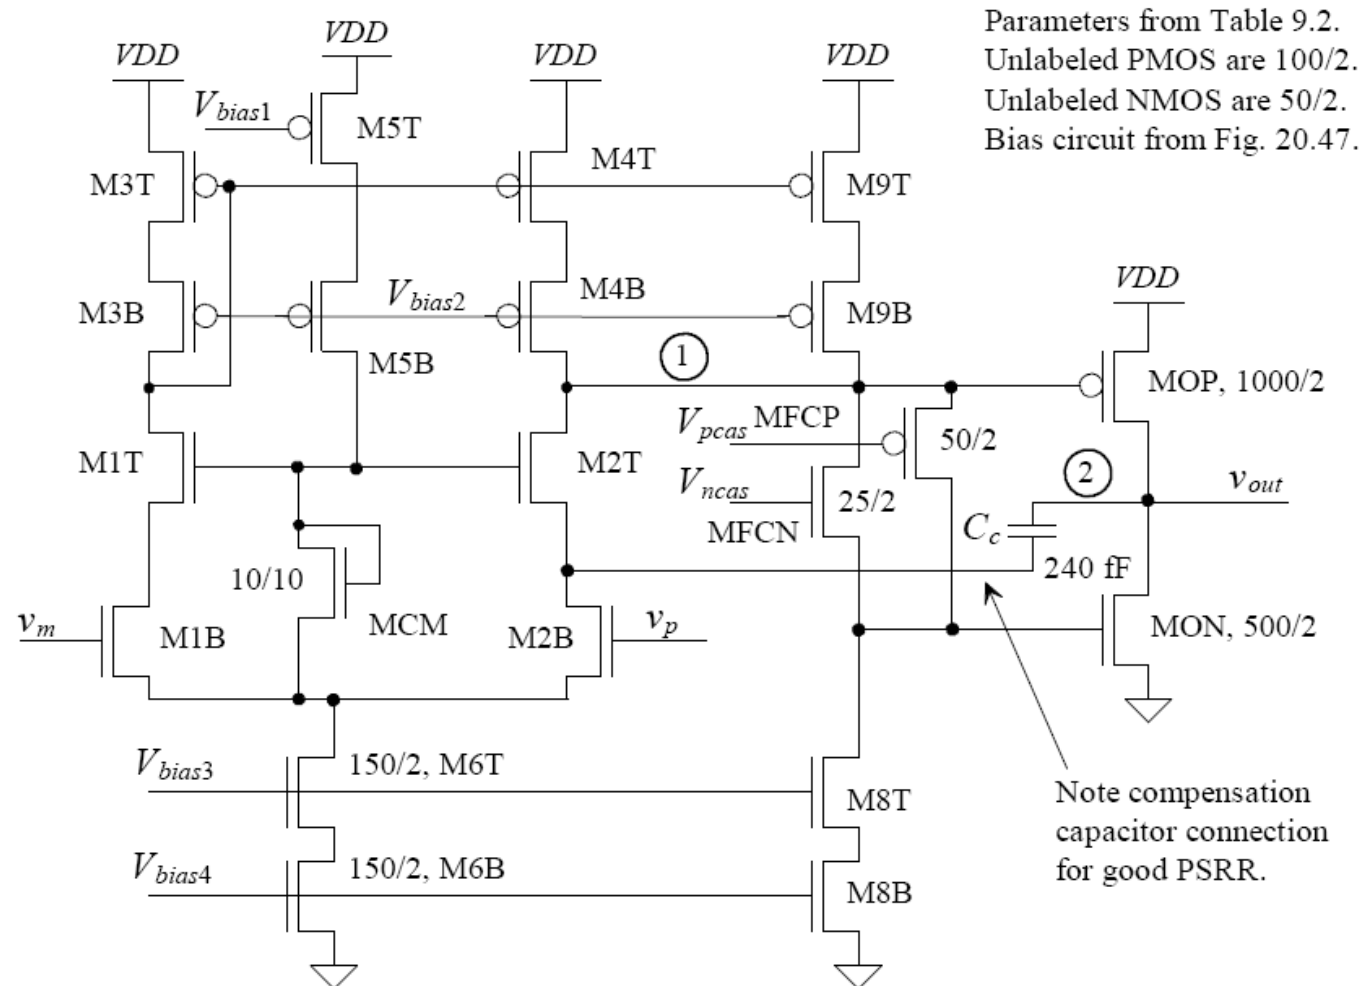 Parameters from Table 9.2.
Unlabeled PMOS are 100/2.
Unlabeled NMOS are 50/2.
Bias circuit from Fig. 20.47.
VDD
VDD
VDD
VDD
Vbias1
M5T
M3T
M4T
M9T
M3B
Vbias2
M4B
M9B
VDD
M5B
1
MOP, 1000/2
Vpcas MFCP
50/2
M1T
M2T
Vncas
25/2
MFCN
2
vout
Cc
240 fF
10/10
MCM
vm
M1B
M2B
vp
MON, 500/2
Vbias3
150/2, M6T
M8T
Vbias4
150/2, M6B
M8B
Note compensation
capacitor connection
for good PSRR.